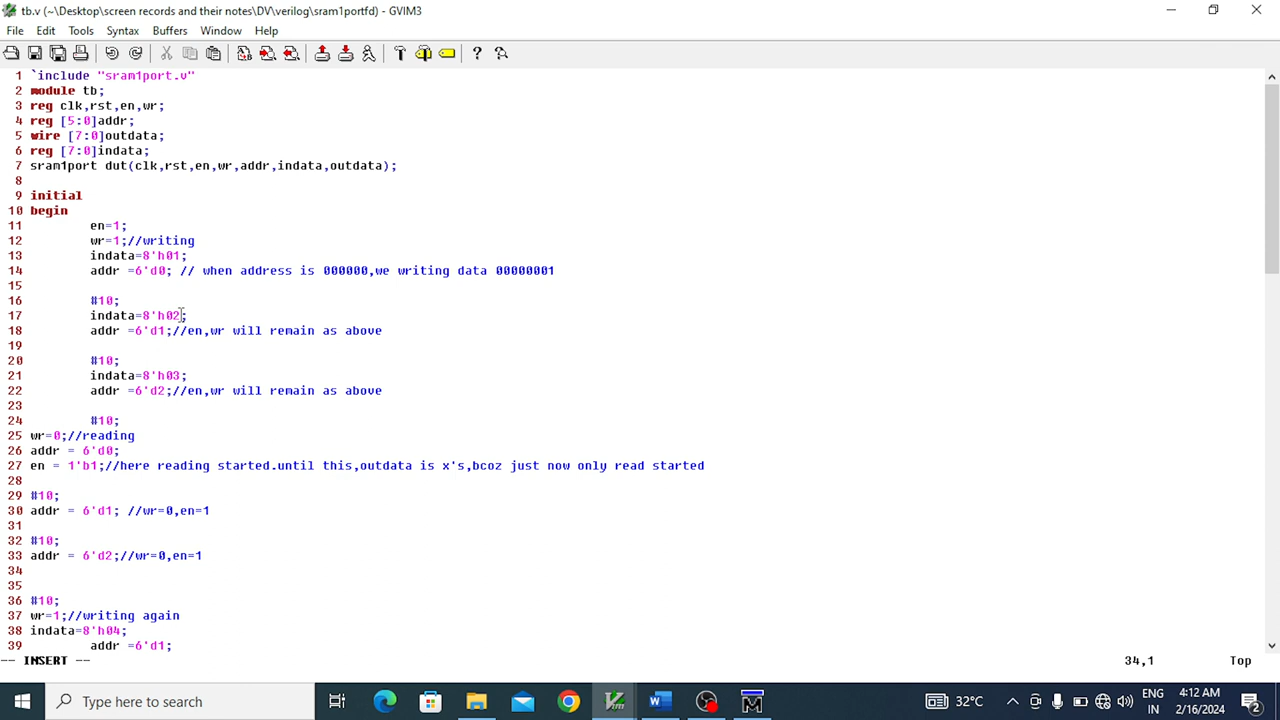 tb.v (~\Desktop\screen records and their notes\DV\verilog\sram1portfd) - GVIM3
File Edit Tools Syntax Buffers Window Help
1 `include "sram1port.v"
2 module tb;
3 reg clk,rst,en,wr;
4 reg [5:0]addr;
5 wire [7:0]outdata;
6 reg [7:0]indata;
7 sram1port dut(clk,rst,en,wr,addr,indata,outdata);
8
9 initial
10 begin
11 en=1;
12 wr=1;//writing
13 indata=8'h01;
14 addr =6'd0; // when address is 000000,we writing data 00000001
15
16 #10;
17 indata=8'h02;
18 addr =6'd1;//en,wr will remain as above
19
20 #10;
21 indata=8'h03;
22 addr =6'd2;//en,wr will remain as above
23
24 #10;
25 wr=0;//reading
26 addr = 6'd0;
27 en = 1'b1;//here reading started.until this,outdata is x's,bcoz just now only read started
28
29 #10;
30 addr = 6'd1; //wr=0,en=1
31
32 #10;
33 addr = 6'd2;//wr=0,en=1
34
35
36 #10;
37 wr=1;//writing again
38 indata=8'h04;
39 addr =6'd1;
-- INSERT -- 34,1 Top
Type here to search
32°C
ENG
IN
4:12 AM
2/16/2024
2